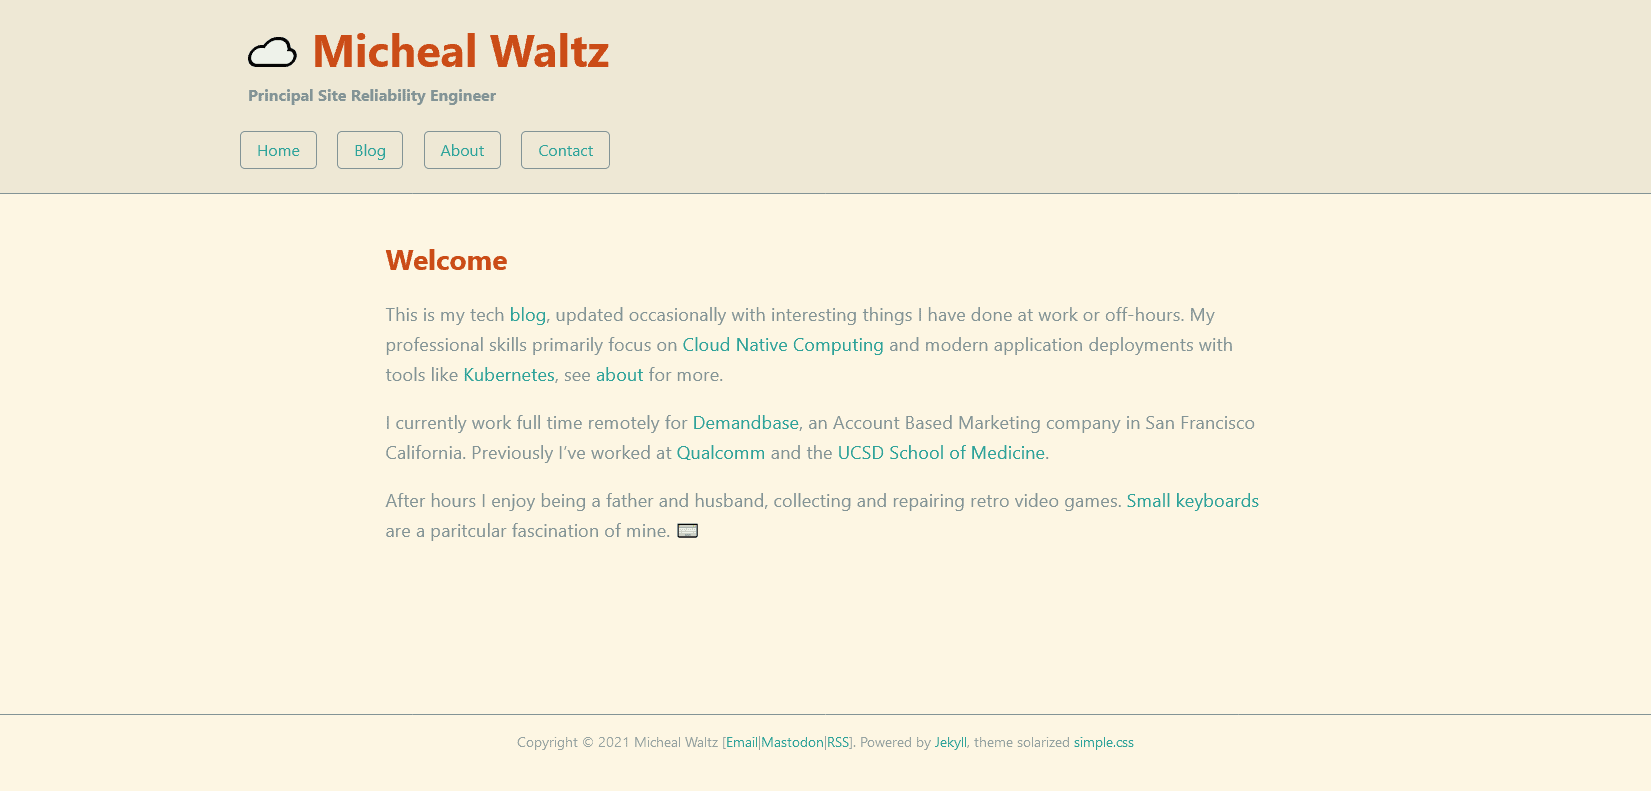 Micheal Waltz
Principal Site Reliability Engineer
Home Blog About Contact
Welcome
This is my tech blog, updated occasionally with interesting things I have done at work or off-hours. My
professional skills primarily focus on Cloud Native Computing and modern application deployments with
tools like Kubernetes, see about for more.
I currently work full time remotely for Demandbase, an Account Based Marketing company in San Francisco
California. Previously I’ve worked at Qualcomm and the UCSD School of Medicine.
After hours I enjoy being a father and husband, collecting and repairing retro video games. Small keyboards
are a paritcular fascination of mine.
Copyright © 2021 Micheal Waltz [Email|Mastodon|RSS]. Powered by Jekyll, theme solarized simple.css